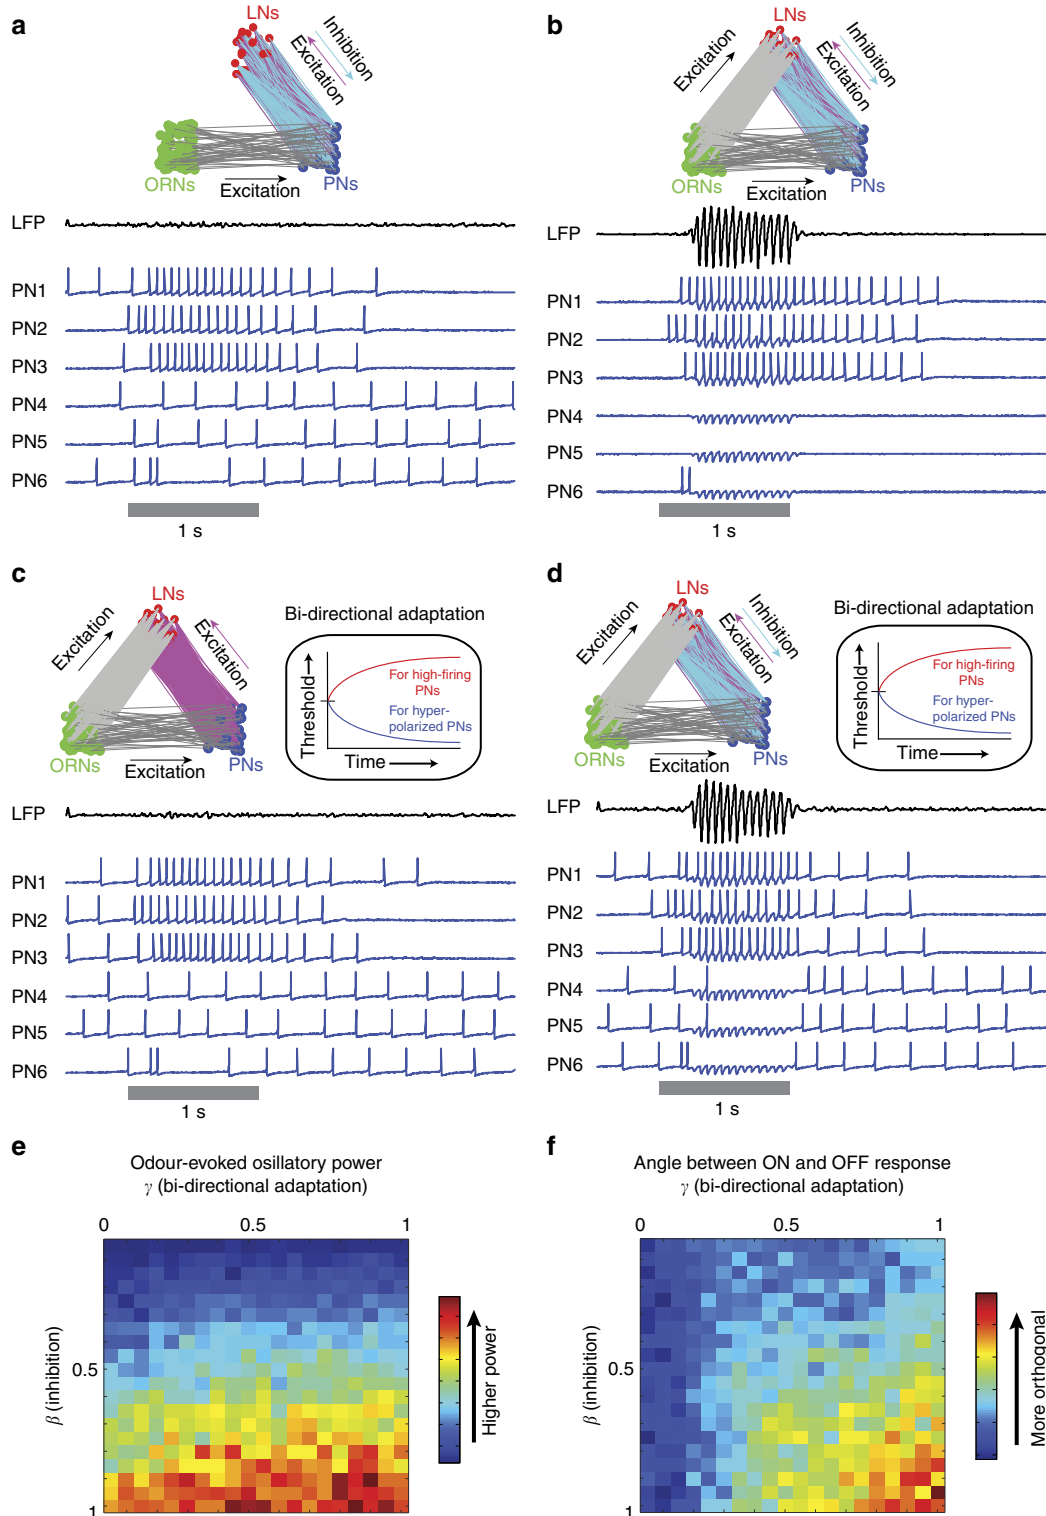 a
LNs
Inhibition
Excitation
ORNs
Excitation
PNs
LFP
PN1
PN2
PN3
PN4
PN5
PN6
1 s
b
LNs
Excitation
Inhibition
Excitation
ORNs
Excitation
PNs
LFP
PN1
PN2
PN3
PN4
PN5
PN6
1 s
c
LNs
Excitation
Excitation
ORNs
Excitation
PNs
Bi-directional adaptation
Threshold
For high-firing
PNs
For hyper-
polarized PNs
Time
LFP
PN1
PN2
PN3
PN4
PN5
PN6
1 s
d
LNs
Excitation
Inhibition
Excitation
ORNs
Excitation
PNs
Bi-directional adaptation
Threshold
For high-firing
PNs
For hyper-
polarized PNs
Time
LFP
PN1
PN2
PN3
PN4
PN5
PN6
1 s
e
Odour-evoked osillatory power
γ (bi-directional adaptation)
0 0.5 1
0.5
1
β (inhibition)
Higher power
f
Angle between ON and OFF response
γ (bi-directional adaptation)
0 0.5 1
0.5
1
β (inhibition)
More orthogonal